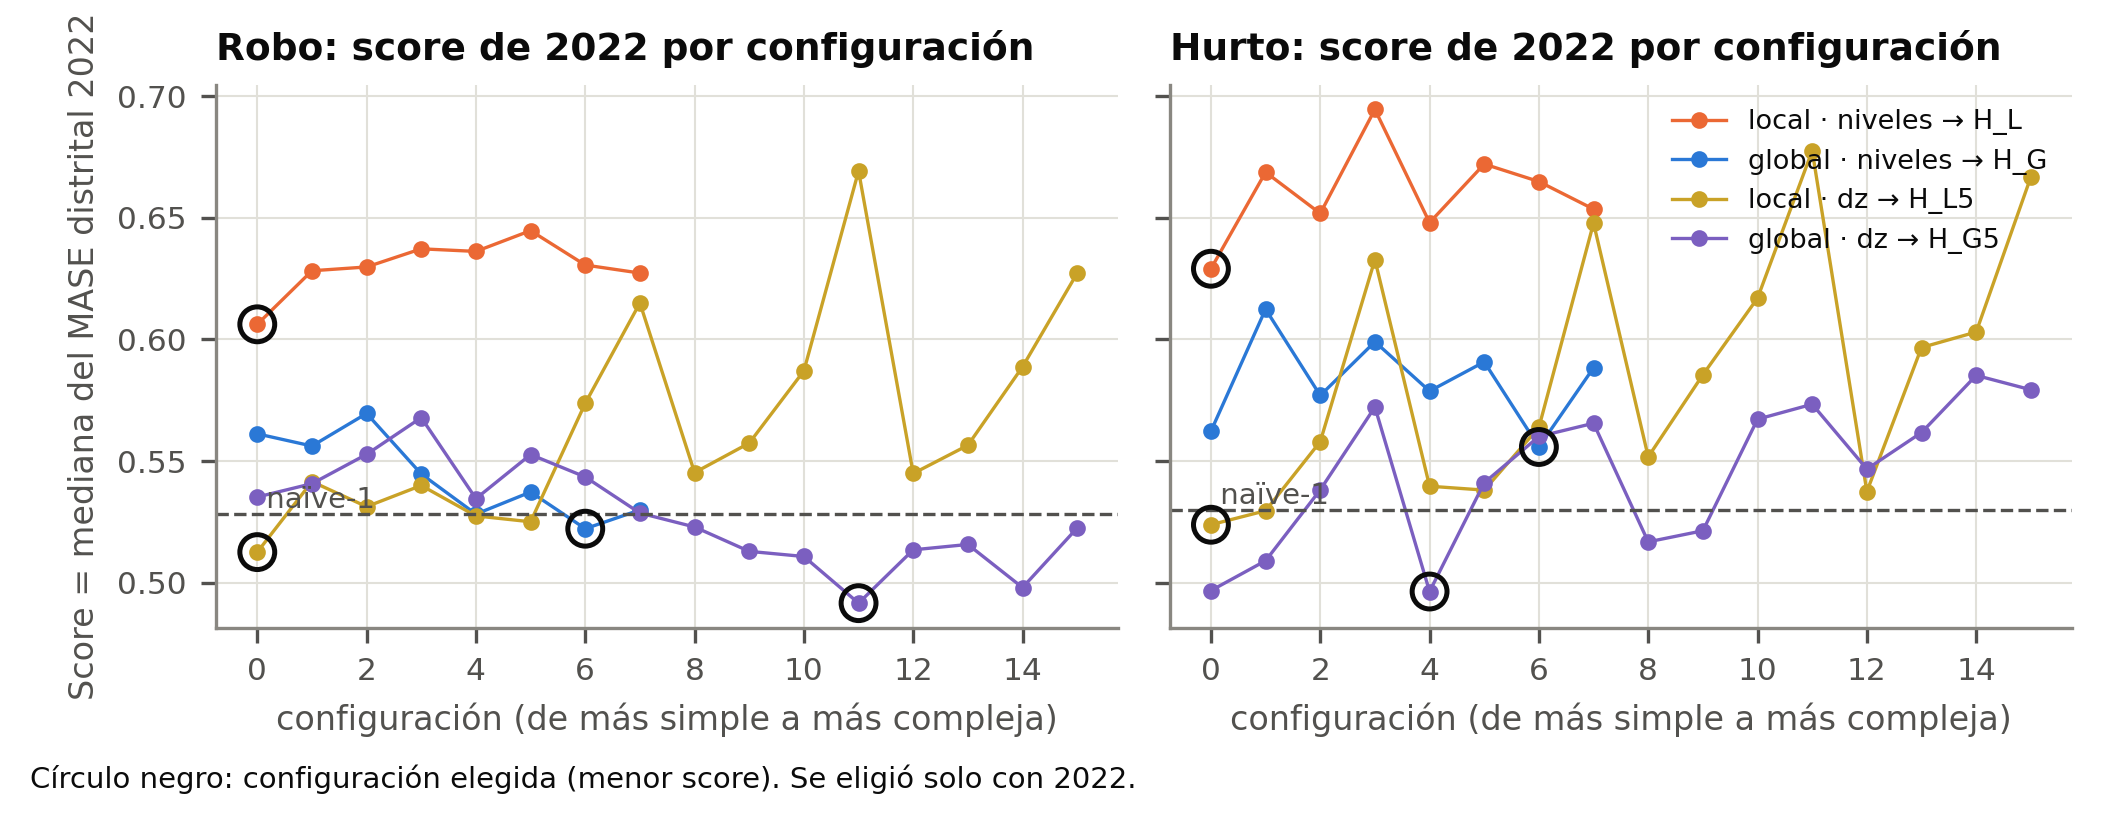 Robo: score de 2022 por configuración
Hurto: score de 2022 por configuración
Score = mediana del MASE distrital 2022
0.70
0.65
0.60
0.55
0.50
naïve-1
0 2 4 6 8 10 12 14
configuración (de más simple a más compleja)
local · niveles → H_L
global · niveles → H_G
local · dz → H_L5
global · dz → H_G5
naïve-1
0 2 4 6 8 10 12 14
configuración (de más simple a más compleja)
Círculo negro: configuración elegida (menor score). Se eligió solo con 2022.